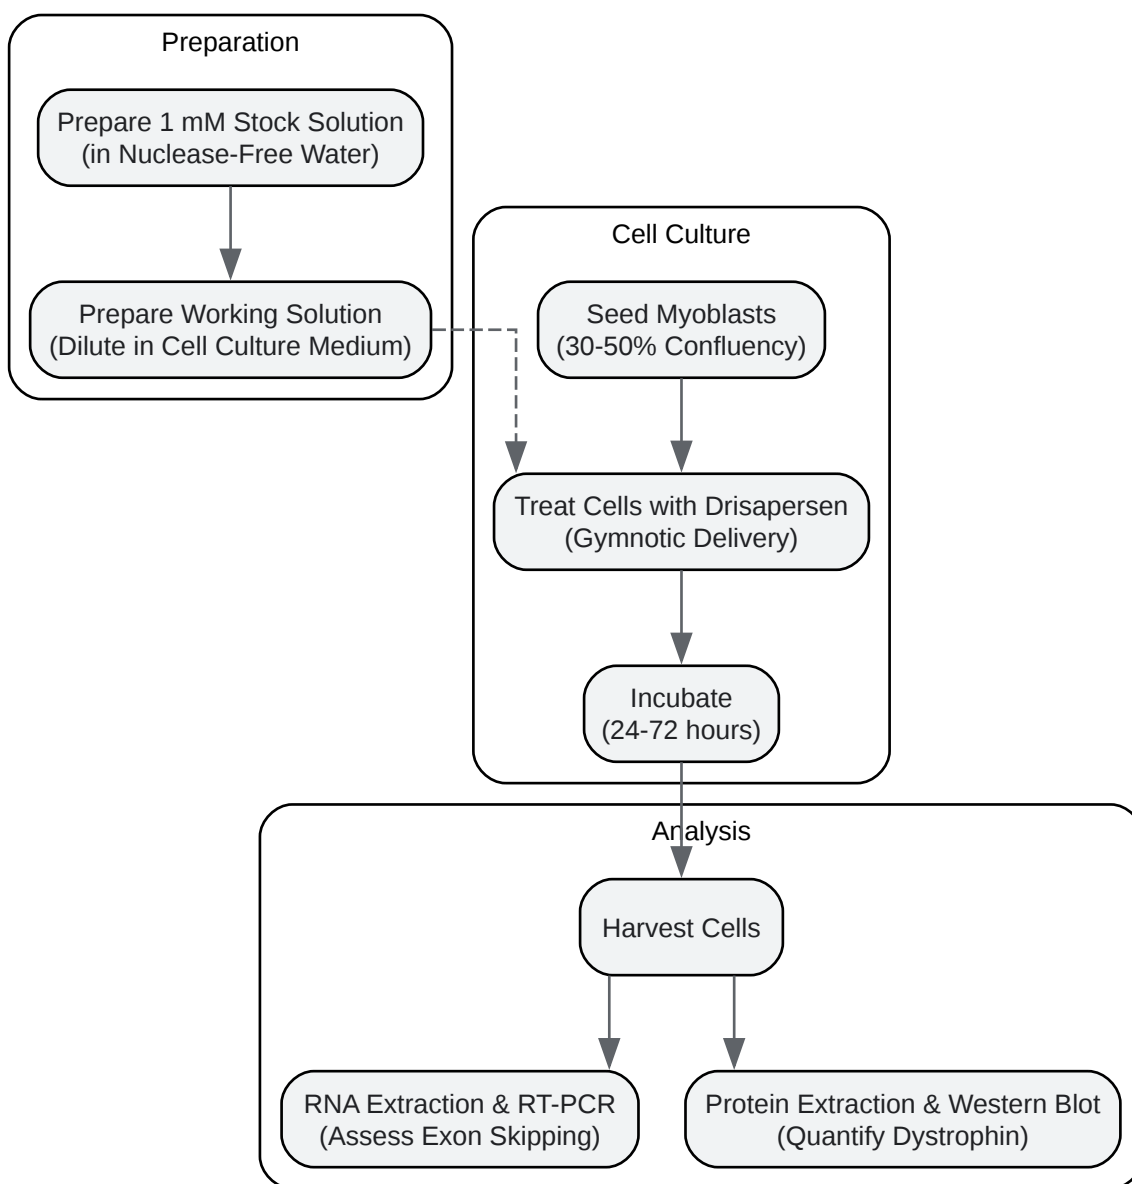 Preparation
Prepare 1 mM Stock Solution
(in Nuclease-Free Water)
Prepare Working Solution
(Dilute in Cell Culture Medium)
Cell Culture
Seed Myoblasts
(30-50% Confluency)
Treat Cells with Drisapersen
(Gymnotic Delivery)
Incubate
(24-72 hours)
Analysis
Harvest Cells
RNA Extraction & RT-PCR
(Assess Exon Skipping)
Protein Extraction & Western Blot
(Quantify Dystrophin)